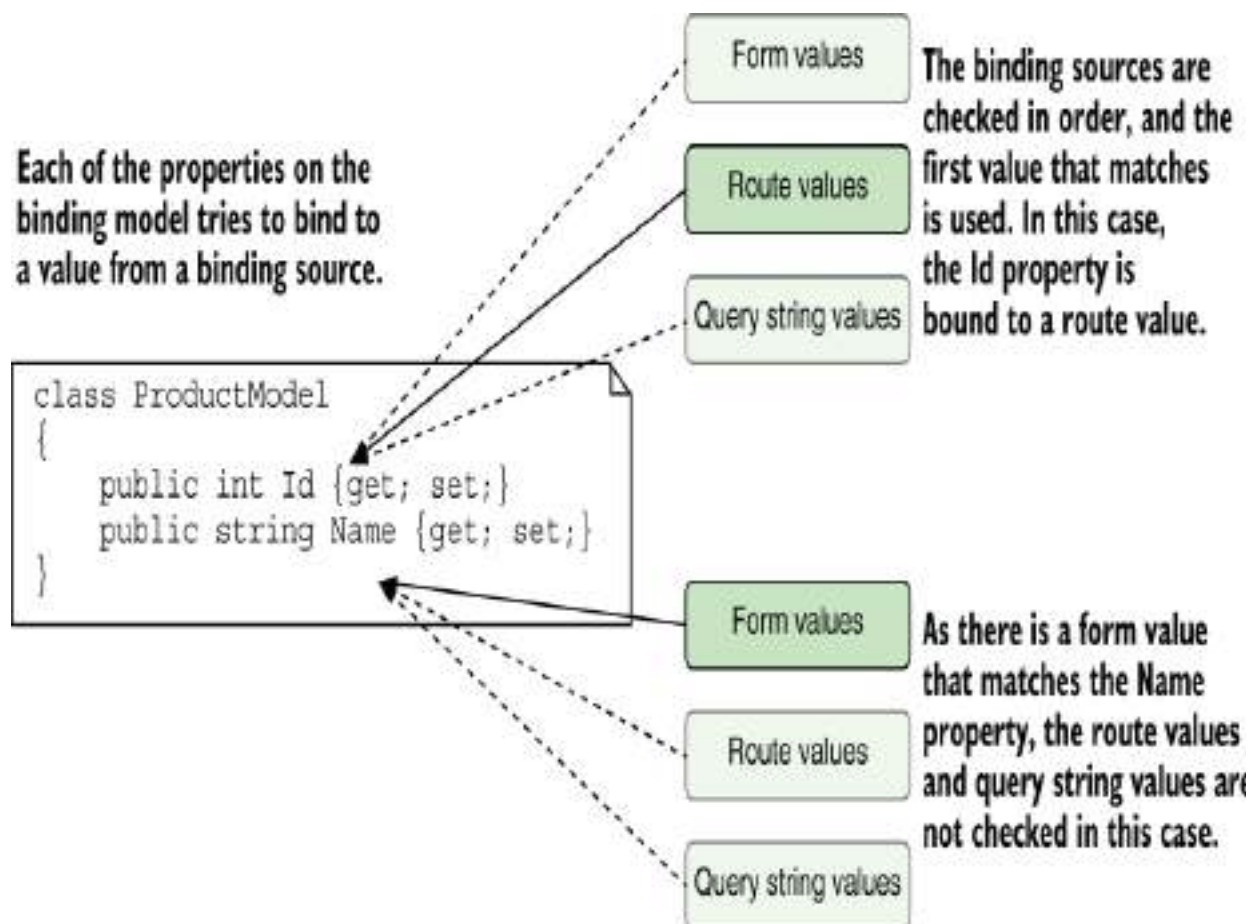 Each of the properties on the
binding model tries to bind to
a value from a binding source.
Form values
Route values
Query string values
The binding sources are
checked in order, and the
first value that matches
is used. In this case,
the Id property is
bound to a route value.
class ProductModel
{
    public int Id {get; set;}
    public string Name {get; set;}
}
Form values
Route values
Query string values
As there is a form value
that matches the Name
property, the route values
and query string values are
not checked in this case.